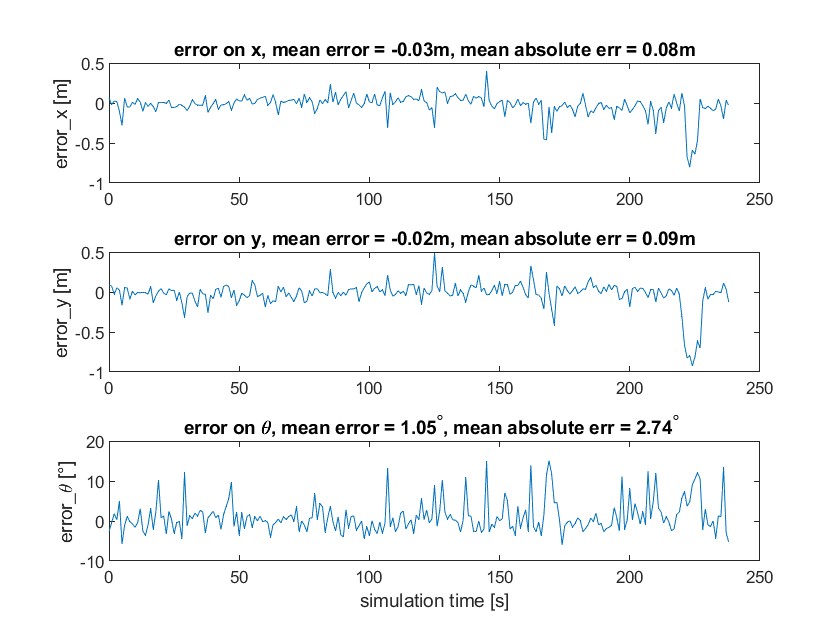 error on x, mean error = -0.03m, mean absolute err = 0.08m
error_x [m]
0.5
0
-0.5
-1
0 50 100 150 200 250
error on y, mean error = -0.02m, mean absolute err = 0.09m
error_y [m]
0.5
0
-0.5
-1
0 50 100 150 200 250
error on θ, mean error = 1.05°, mean absolute err = 2.74°
error_θ [°]
20
10
0
-10
0 50 100 150 200 250
simulation time [s]